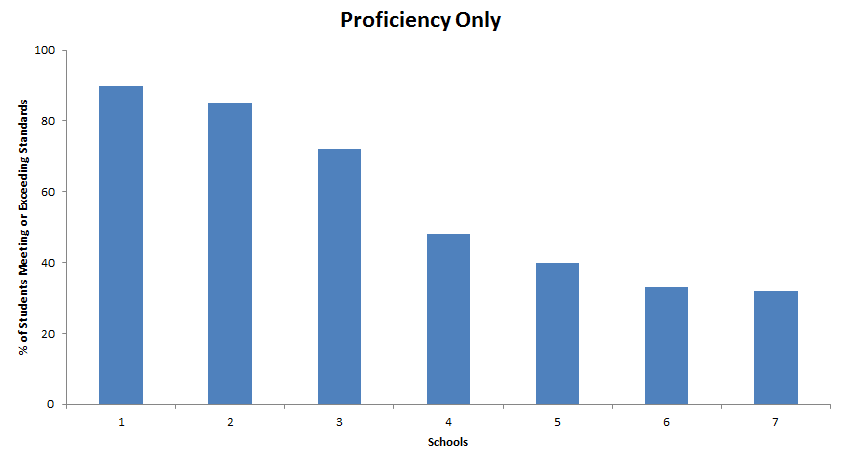 Proficiency Only
% of Students Meeting or Exceeding Standards
100
80
60
40
20
0
1 2 3 4 5 6 7
Schools